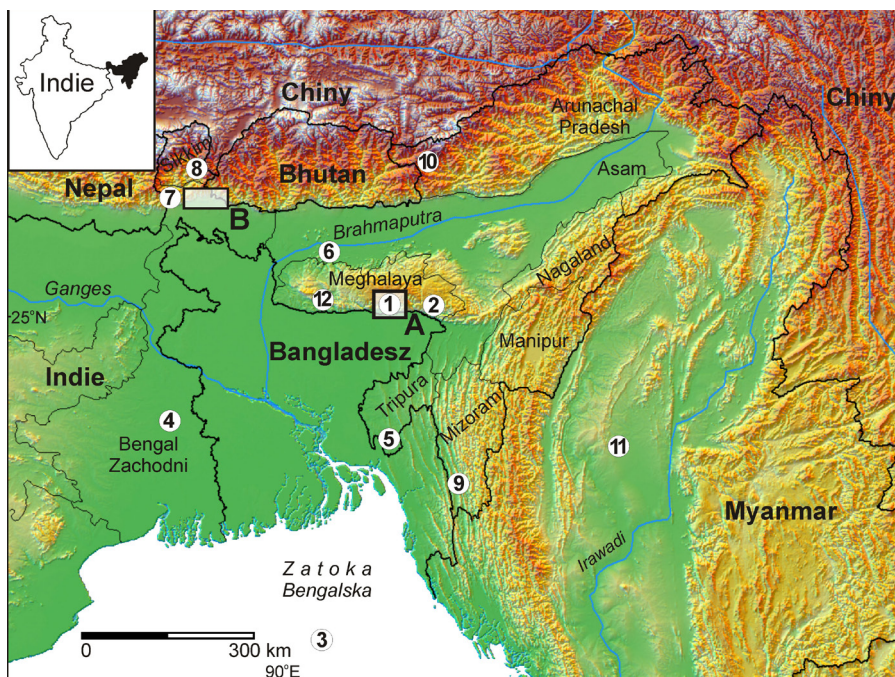 Indie
Chiny
Chiny
Arunachal
Pradesh
Sikkim
8
10
Asam
Nepal
Bhutan
7
B
Brahmaputra
6
Nagaland
Meghalaya
Ganges
12
1
2
25°N
A
Manipur
Bangladesz
Indie
Tripura
Mizoram
4
5
11
Bengal
Zachodni
9
Myanmar
Irawadi
Zatoka
Bengalska
3
0
300 km
90°E